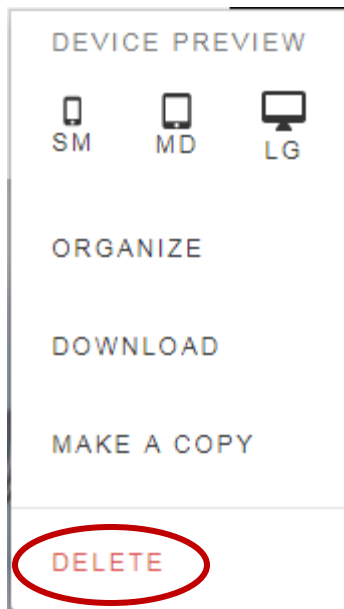 DEVICE PREVIEW
SM MD LG
ORGANIZE
DOWNLOAD
MAKE A COPY
DELETE